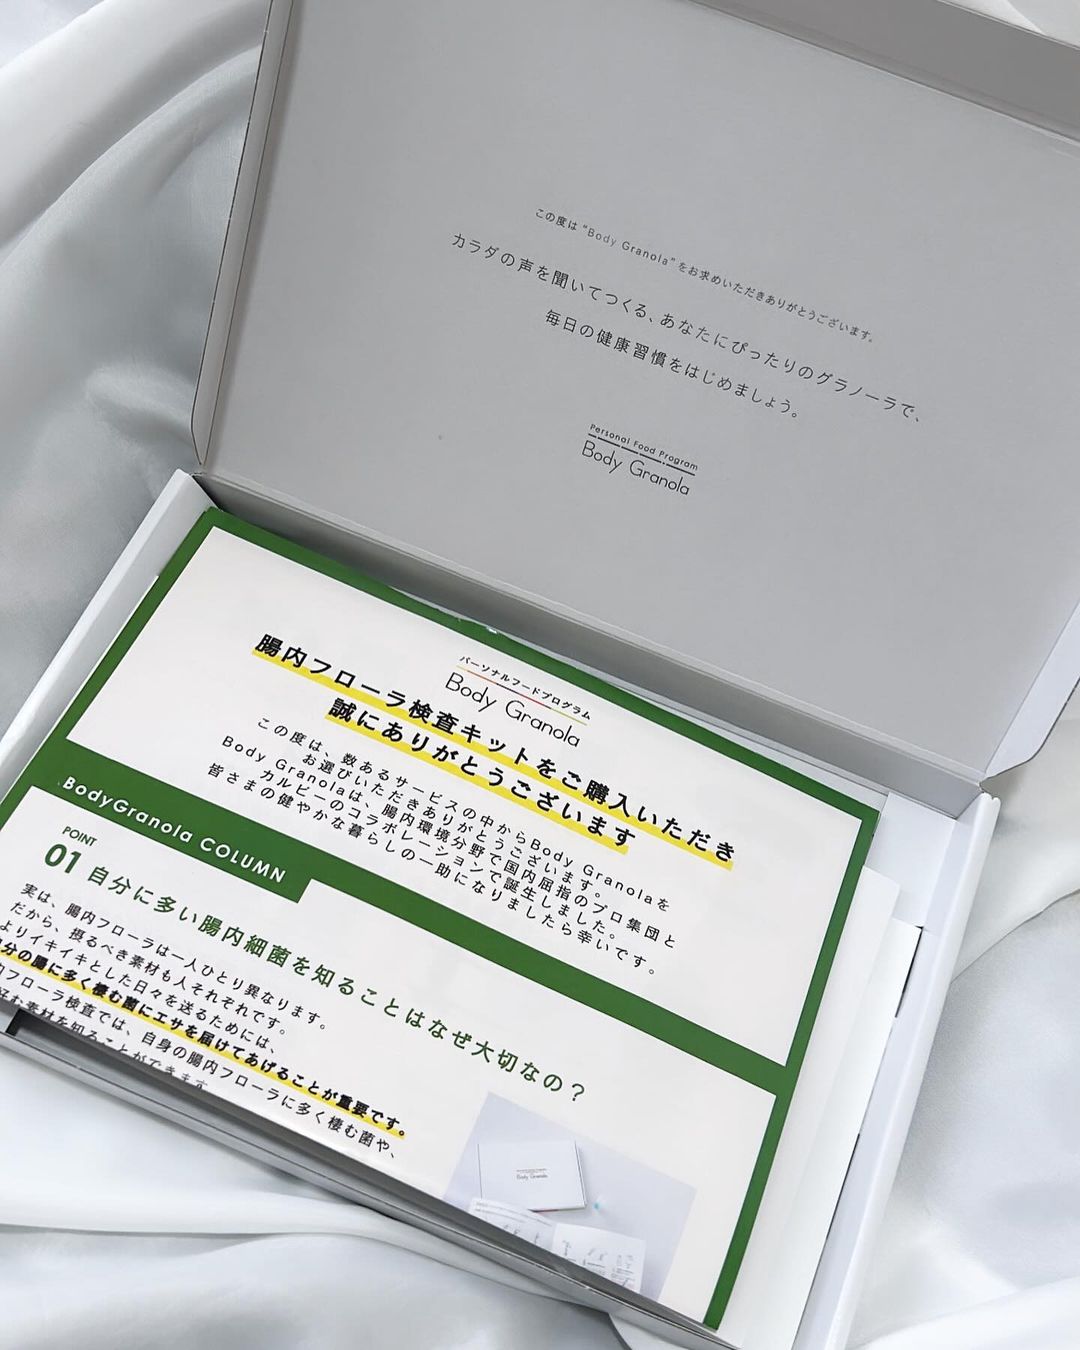 この度は“Body Granola”をお求めいただきありがとうございます。
カラダの声を聞いてつくる、あなたにぴったりのグラノーラで、
毎日の健康習慣をはじめましょう。
Personal Food Program
Body Granola
パーソナルフードプログラム
Body Granola
腸内フローラ検査キットをご購入いただき
誠にありがとうございます
この度は、数あるサービスの中からBody Granolaを
お選びいただきありがとうございます。
Body Granolaは、腸内環境分野で国内屈指のプロ集団と
カルビーのコラボレーションで誕生しました。
皆さまの健やかな暮らしの一助になりましたら幸いです。
BodyGranola COLUMN
POINT
01 自分に多い腸内細菌を知ることはなぜ大切なの？
実は、腸内フローラは一人ひとり異なります。
だから、摂るべき素材も人それぞれです。
よりイキイキとした日々を送るためには、
分の腸に多く棲む菌にエサを届けてあげることが重要です。
フローラ検査では、自身の腸内フローラに多く棲む菌や、
素材を知ることができます。
Body Granola